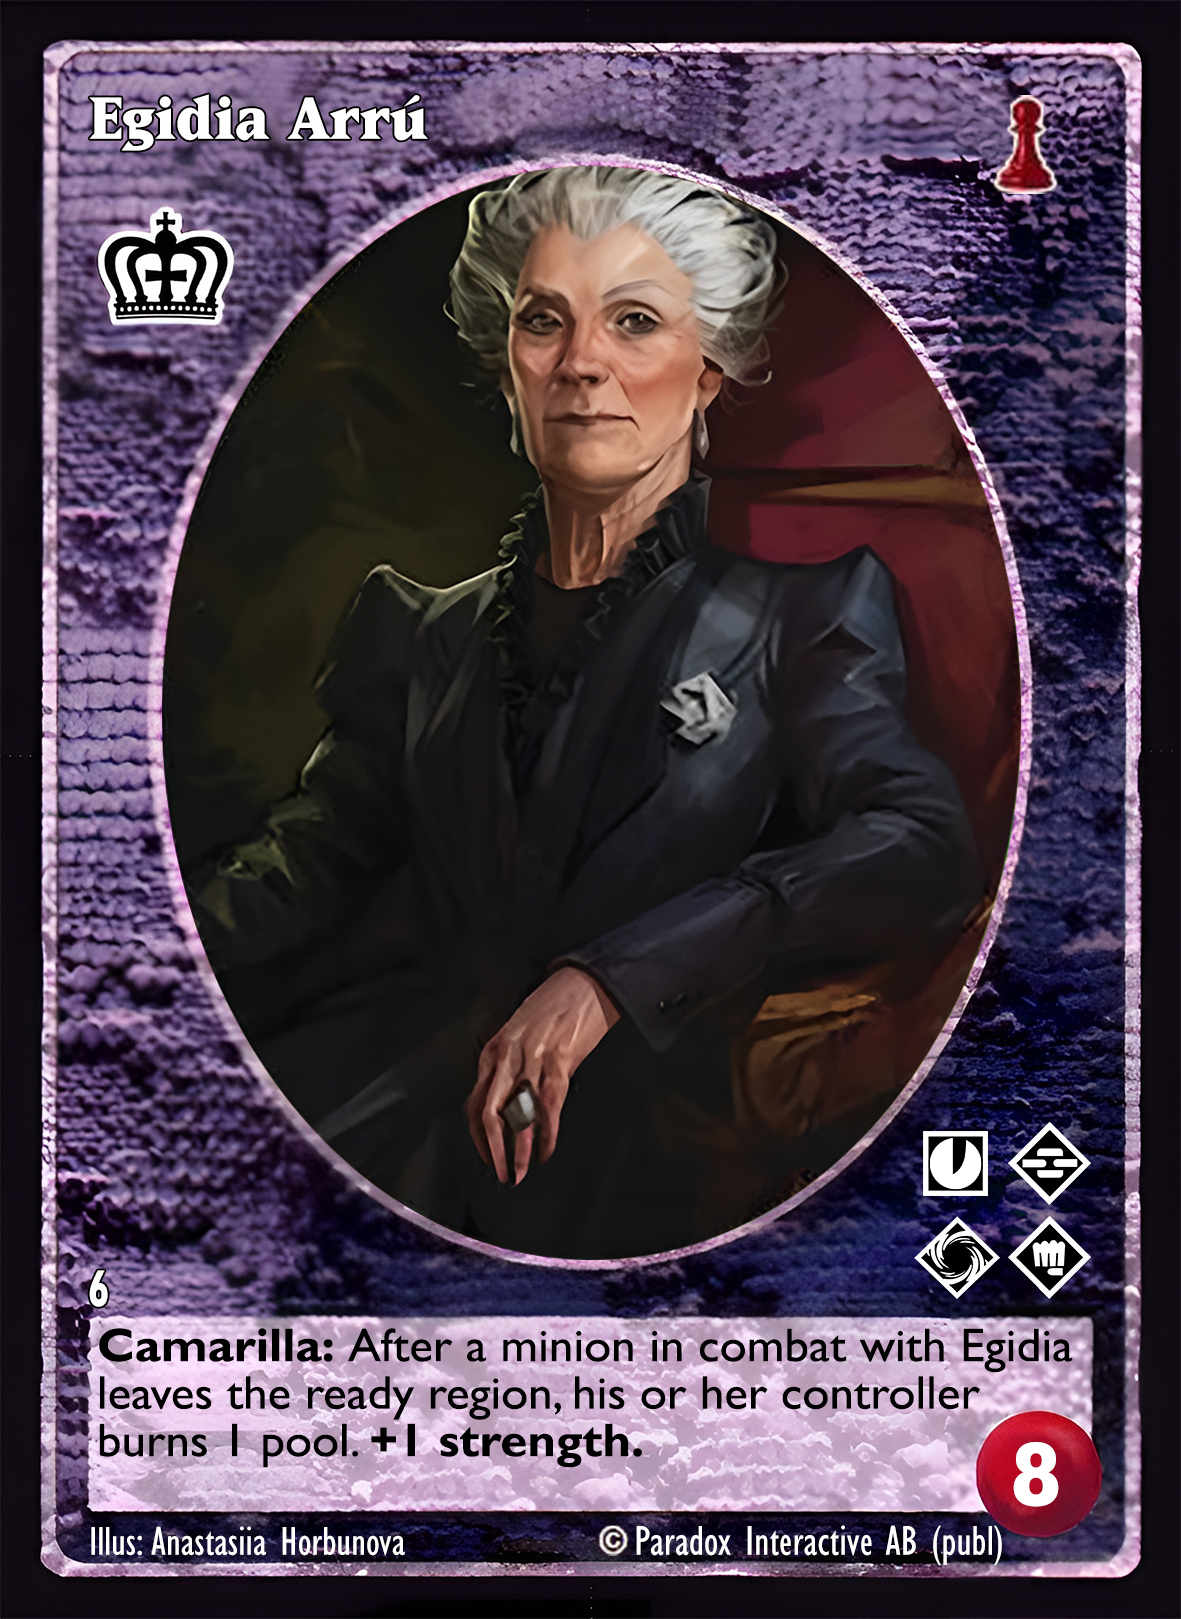 Egidia Arrú
6
Camarilla: After a minion in combat with Egidia
leaves the ready region, his or her controller
burns 1 pool. +1 strength.
8
Illus: Anastasiia Horbunova © Paradox Interactive AB (publ)